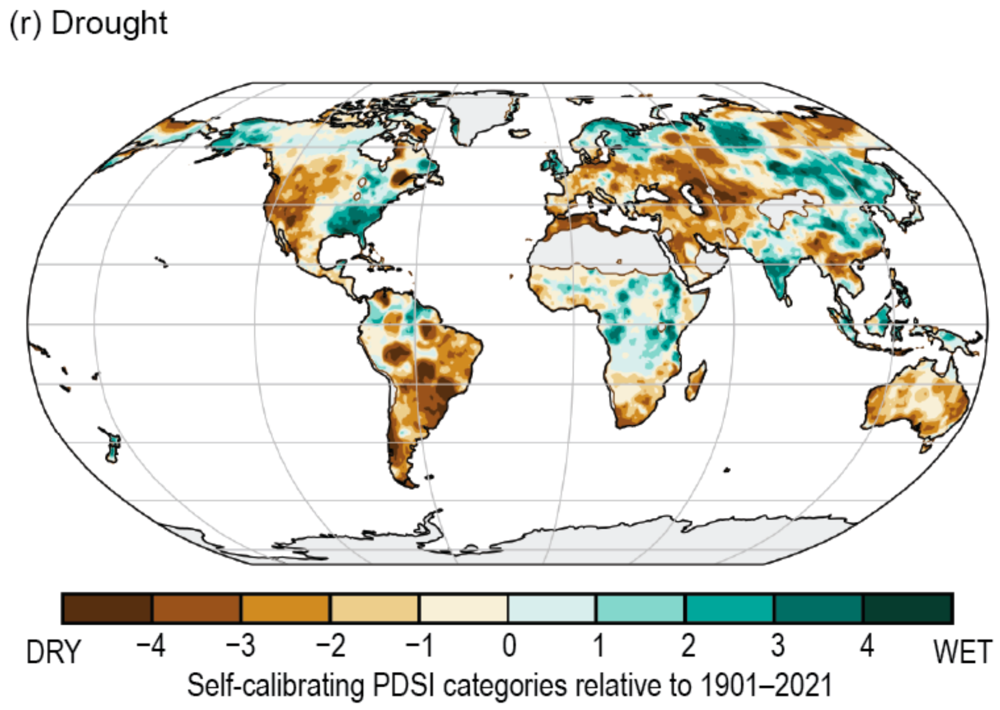 (r) Drought
−4 −3 −2 −1 0 1 2 3 4
DRY WET
Self-calibrating PDSI categories relative to 1901–2021